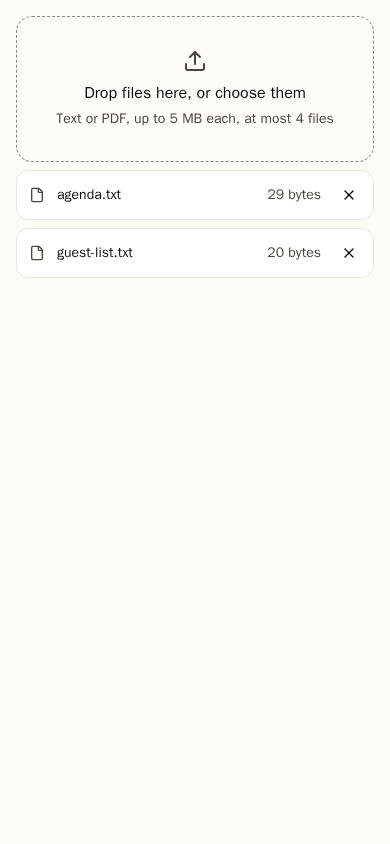 Drop files here, or choose them
Text or PDF, up to 5 MB each, at most 4 files
agenda.txt 29 bytes
guest-list.txt 20 bytes